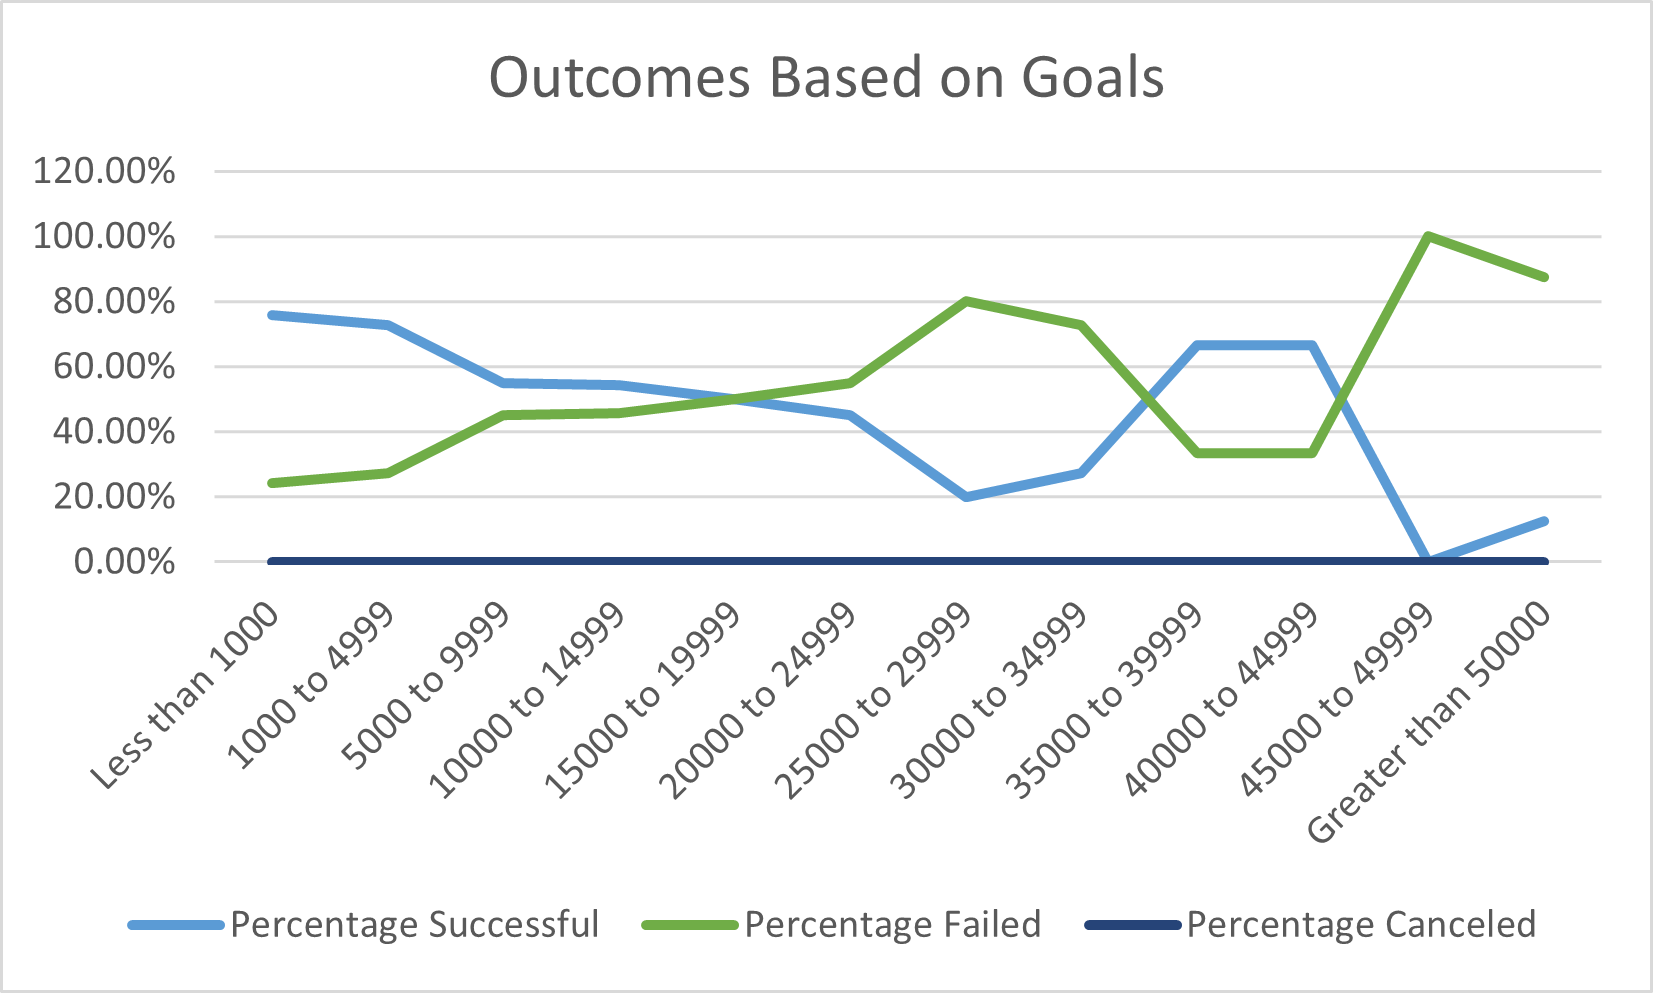 Outcomes Based on Goals
120.00%
100.00%
80.00%
60.00%
40.00%
20.00%
0.00%
Less than 1000
1000 to 4999
5000 to 9999
10000 to 14999
15000 to 19999
20000 to 24999
25000 to 29999
30000 to 34999
35000 to 39999
40000 to 44999
45000 to 49999
Greater than 50000
Percentage Successful
Percentage Failed
Percentage Canceled